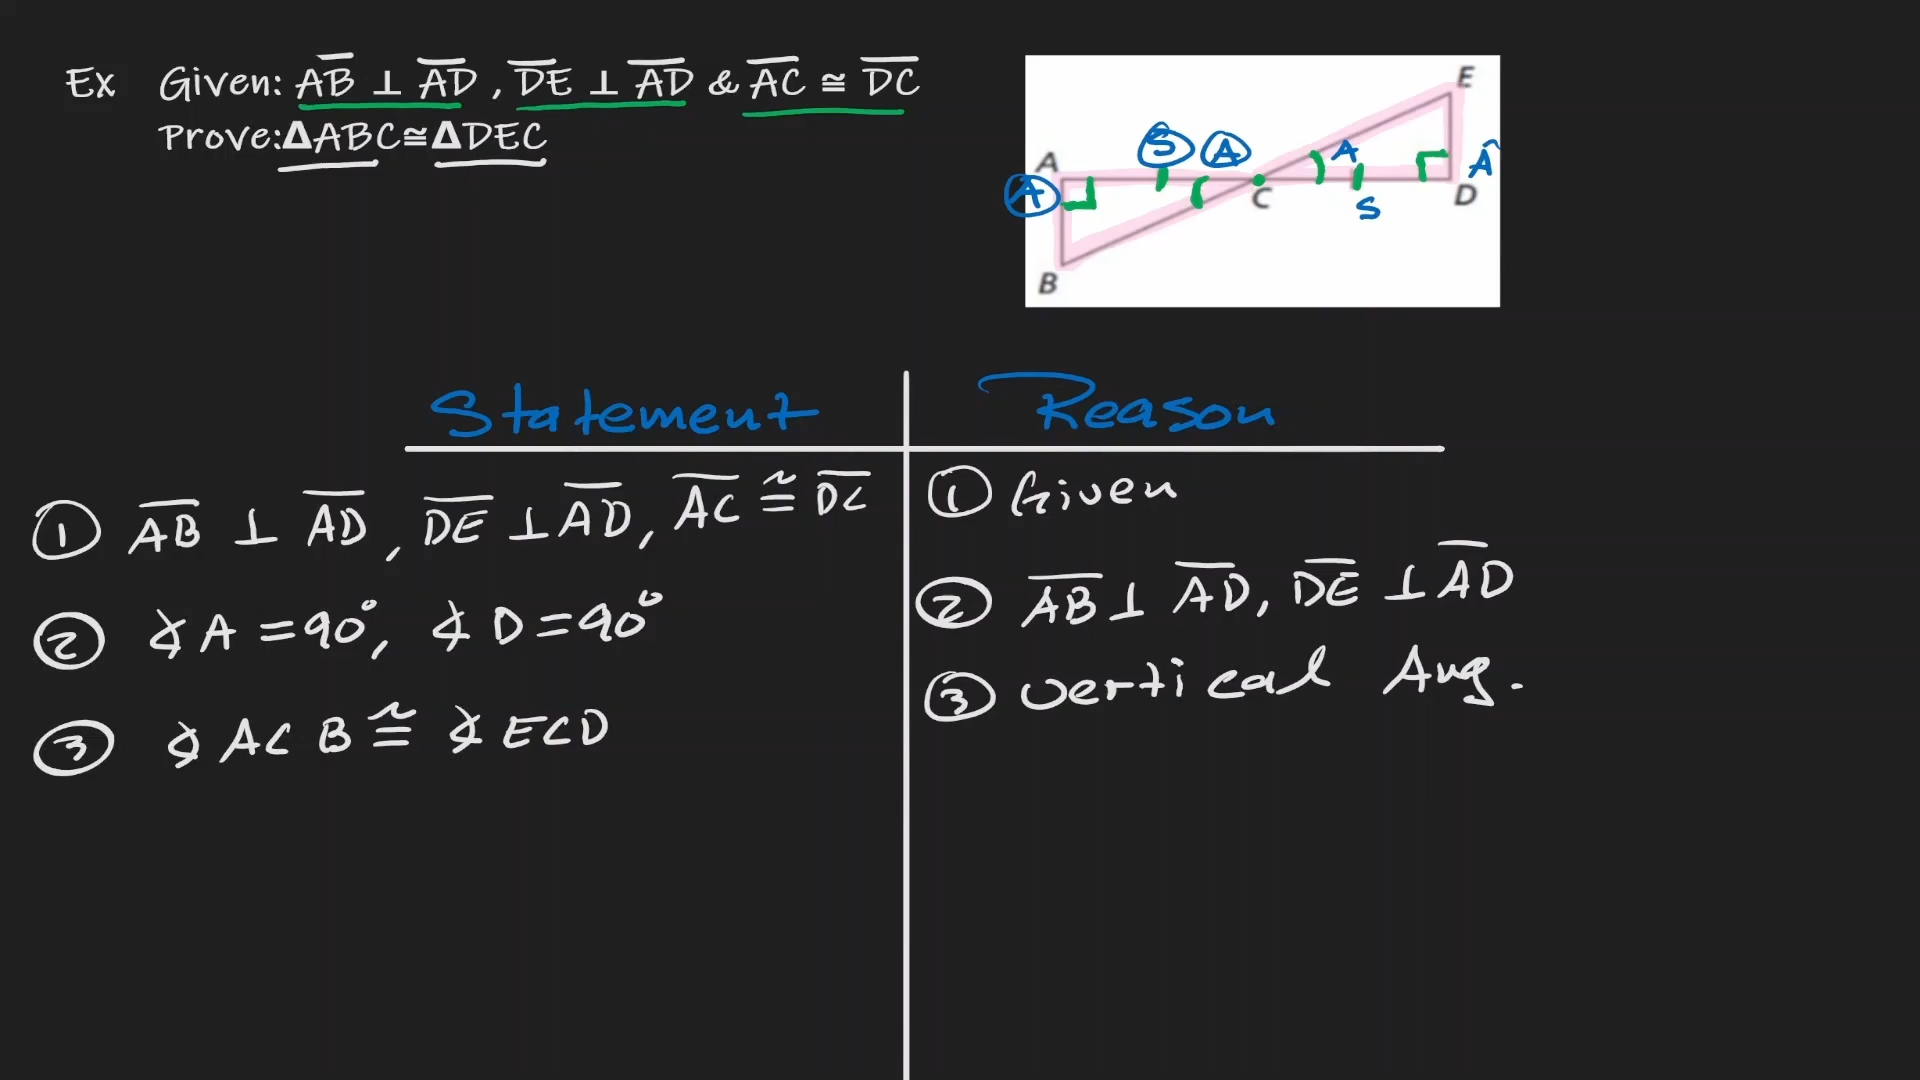 Ex Given: AB ⊥ AD, DE ⊥ AD & AC ≅ DC
Prove: ΔABC≅ΔDEC
E
S A A Â
A
A C D
S
B
Statement Reason
① AB ⊥ AD, DE ⊥ AD, AC ≅ DC
① Given
② ∡A = 90°, ∡D = 90°
② AB ⊥ AD, DE ⊥ AD
③ ∡ACB ≅ ∡ECD
③ vertical Ang.